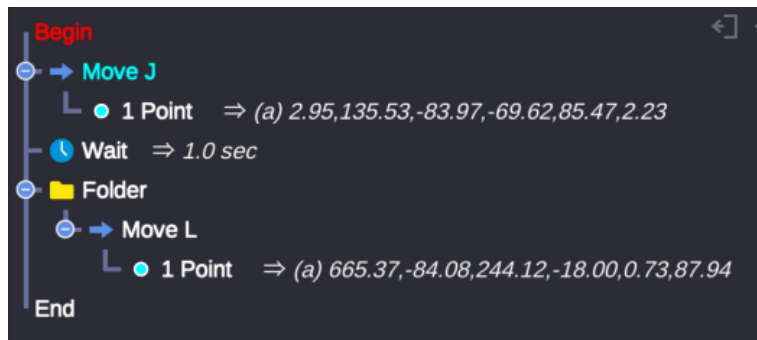 Begin
Move J
1 Point ⇒ (a) 2.95,135.53,-83.97,-69.62,85.47,2.23
Wait ⇒ 1.0 sec
Folder
Move L
1 Point ⇒ (a) 665.37,-84.08,244.12,-18.00,0.73,87.94
End